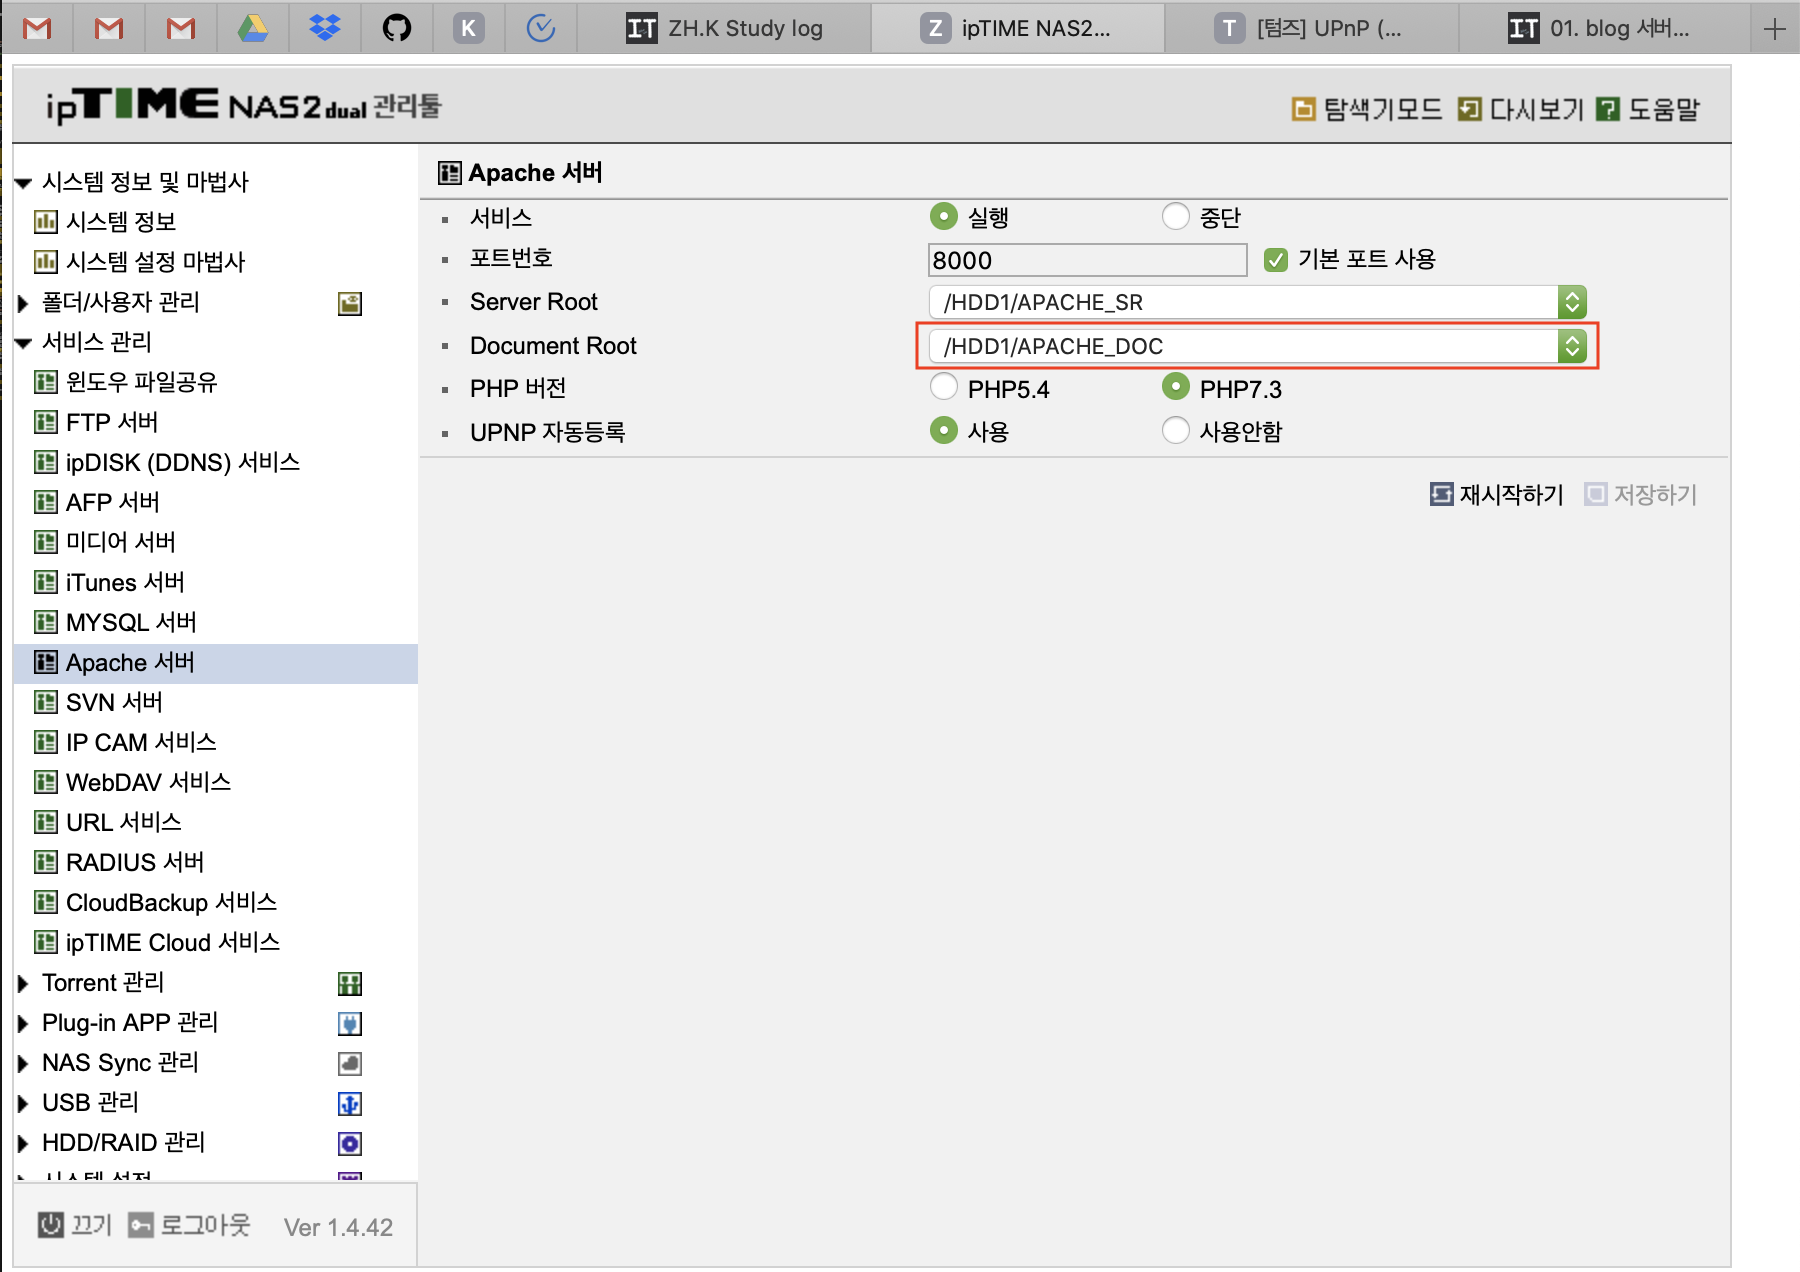 K
IT ZH.K Study log
Z ipTIME NAS2...
T [텀즈] UPnP (...
IT 01. blog 서버...
ipTIME NAS2dual 관리툴
탐색기모드 다시보기 ? 도움말
시스템 정보 및 마법사
시스템 정보
시스템 설정 마법사
폴더/사용자 관리
서비스 관리
윈도우 파일공유
FTP 서버
ipDISK (DDNS) 서비스
AFP 서버
미디어 서버
iTunes 서버
MYSQL 서버
Apache 서버
SVN 서버
IP CAM 서비스
WebDAV 서비스
URL 서비스
RADIUS 서버
CloudBackup 서비스
ipTIME Cloud 서비스
Torrent 관리
Plug-in APP 관리
NAS Sync 관리
USB 관리
HDD/RAID 관리
시스템 설정
끄기 로그아웃 Ver 1.4.42
Apache 서버
서비스 실행 중단
포트번호 8000 기본 포트 사용
Server Root /HDD1/APACHE_SR
Document Root /HDD1/APACHE_DOC
PHP 버전 PHP5.4 PHP7.3
UPNP 자동등록 사용 사용안함
재시작하기 저장하기